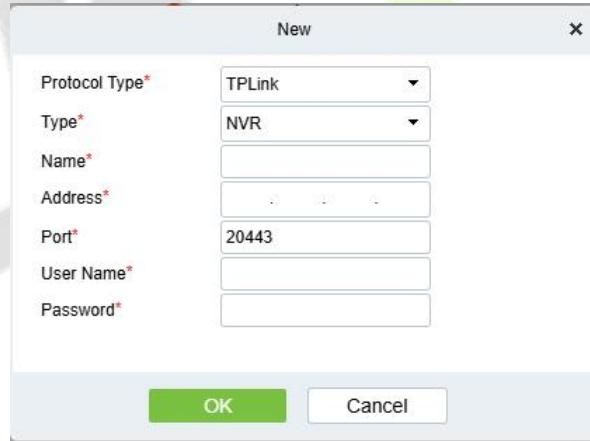 New ×
Protocol Type* TPLink
Type* NVR
Name*
Address* . . .
Port* 20443
User Name*
Password*
OK Cancel